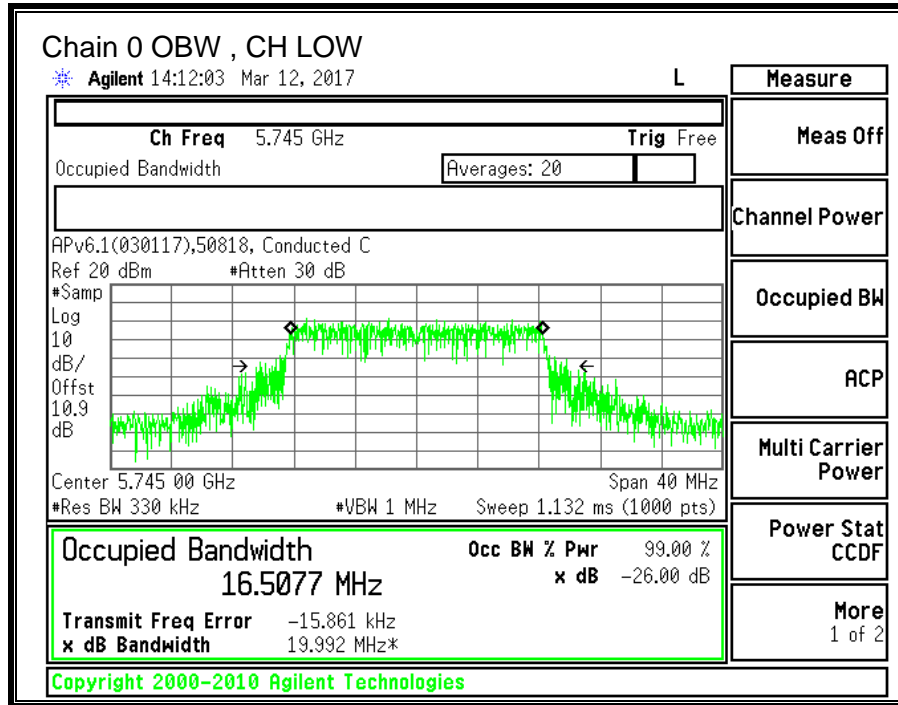 Chain 0 OBW , CH LOW
Agilent 14:12:03 Mar 12, 2017 L
Measure
Ch Freq 5.745 GHz Trig Free
Meas Off
Occupied Bandwidth Averages: 20
Channel Power
APv6.1(030117),50818, Conducted C
Ref 20 dBm #Atten 30 dB
#Samp
Log
10
dB/
Offst
10.9
dB
Occupied BW
ACP
Multi Carrier
Power
Center 5.745 00 GHz Span 40 MHz
#Res BW 330 kHz #VBW 1 MHz Sweep 1.132 ms (1000 pts)
Power Stat
CCDF
Occupied Bandwidth Occ BW % Pwr 99.00 %
16.5077 MHz x dB -26.00 dB
Transmit Freq Error -15.861 kHz
x dB Bandwidth 19.992 MHz*
More
1 of 2
Copyright 2000-2010 Agilent Technologies